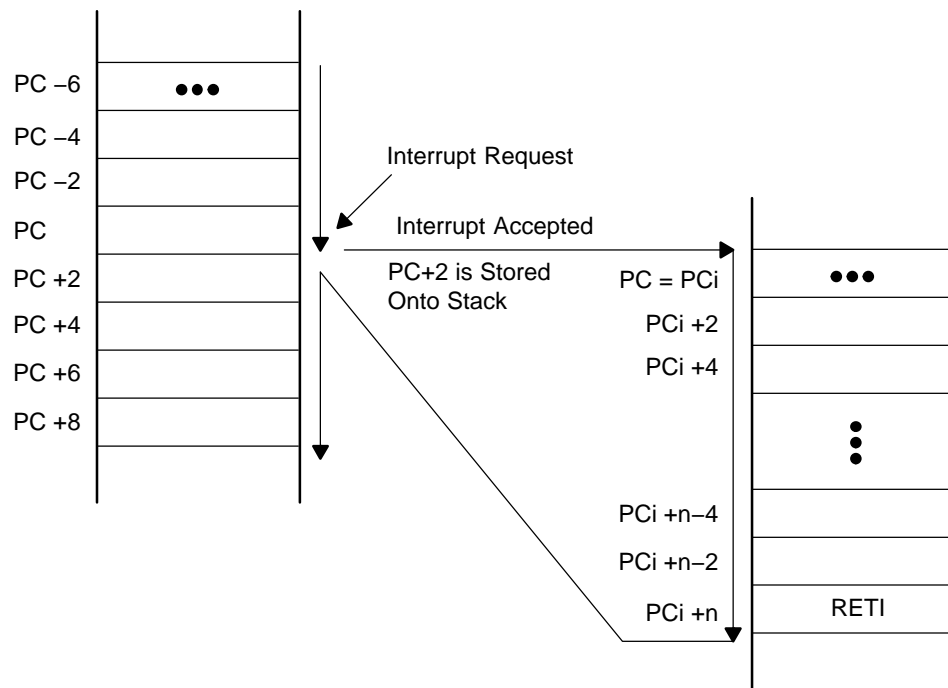 PC −6
PC −4
PC −2
PC
PC +2
PC +4
PC +6
PC +8
Interrupt Request
Interrupt Accepted
PC+2 is Stored
Onto Stack
PC = PCi
PCi +2
PCi +4
PCi +n−4
PCi +n−2
PCi +n
RETI